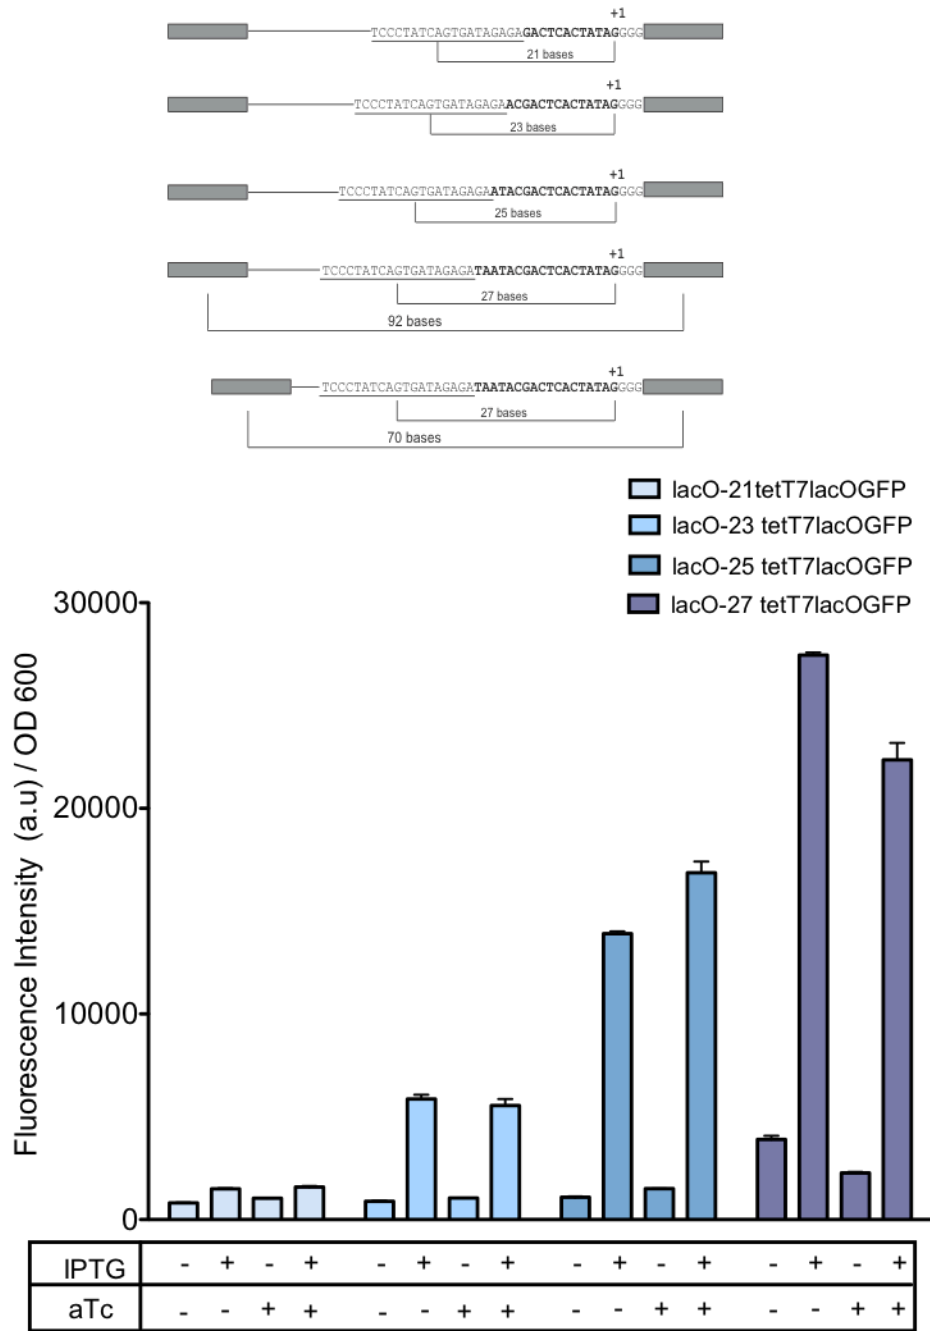 +1
TCCCTATCAGTGATAGAGAGACTCACTATAGGGG
21 bases
+1
TCCCTATCAGTGATAGAGAACGACTCACTATAGGGG
23 bases
+1
TCCCTATCAGTGATAGAGAATACGACTCACTATAGGGG
25 bases
+1
TCCCTATCAGTGATAGAGATAATACGACTCACTATAGGGG
27 bases
92 bases
+1
TCCCTATCAGTGATAGAGATAATACGACTCACTATAGGGG
27 bases
70 bases
lacO-21tetT7lacOGFP
lacO-23 tetT7lacOGFP
lacO-25 tetT7lacOGFP
lacO-27 tetT7lacOGFP
Fluorescence Intensity (a.u) / OD 600
30000
20000
10000
0
IPTG - + - + - + - + - + - + - + - +
aTc - - + + - - + + - - + + - - + +